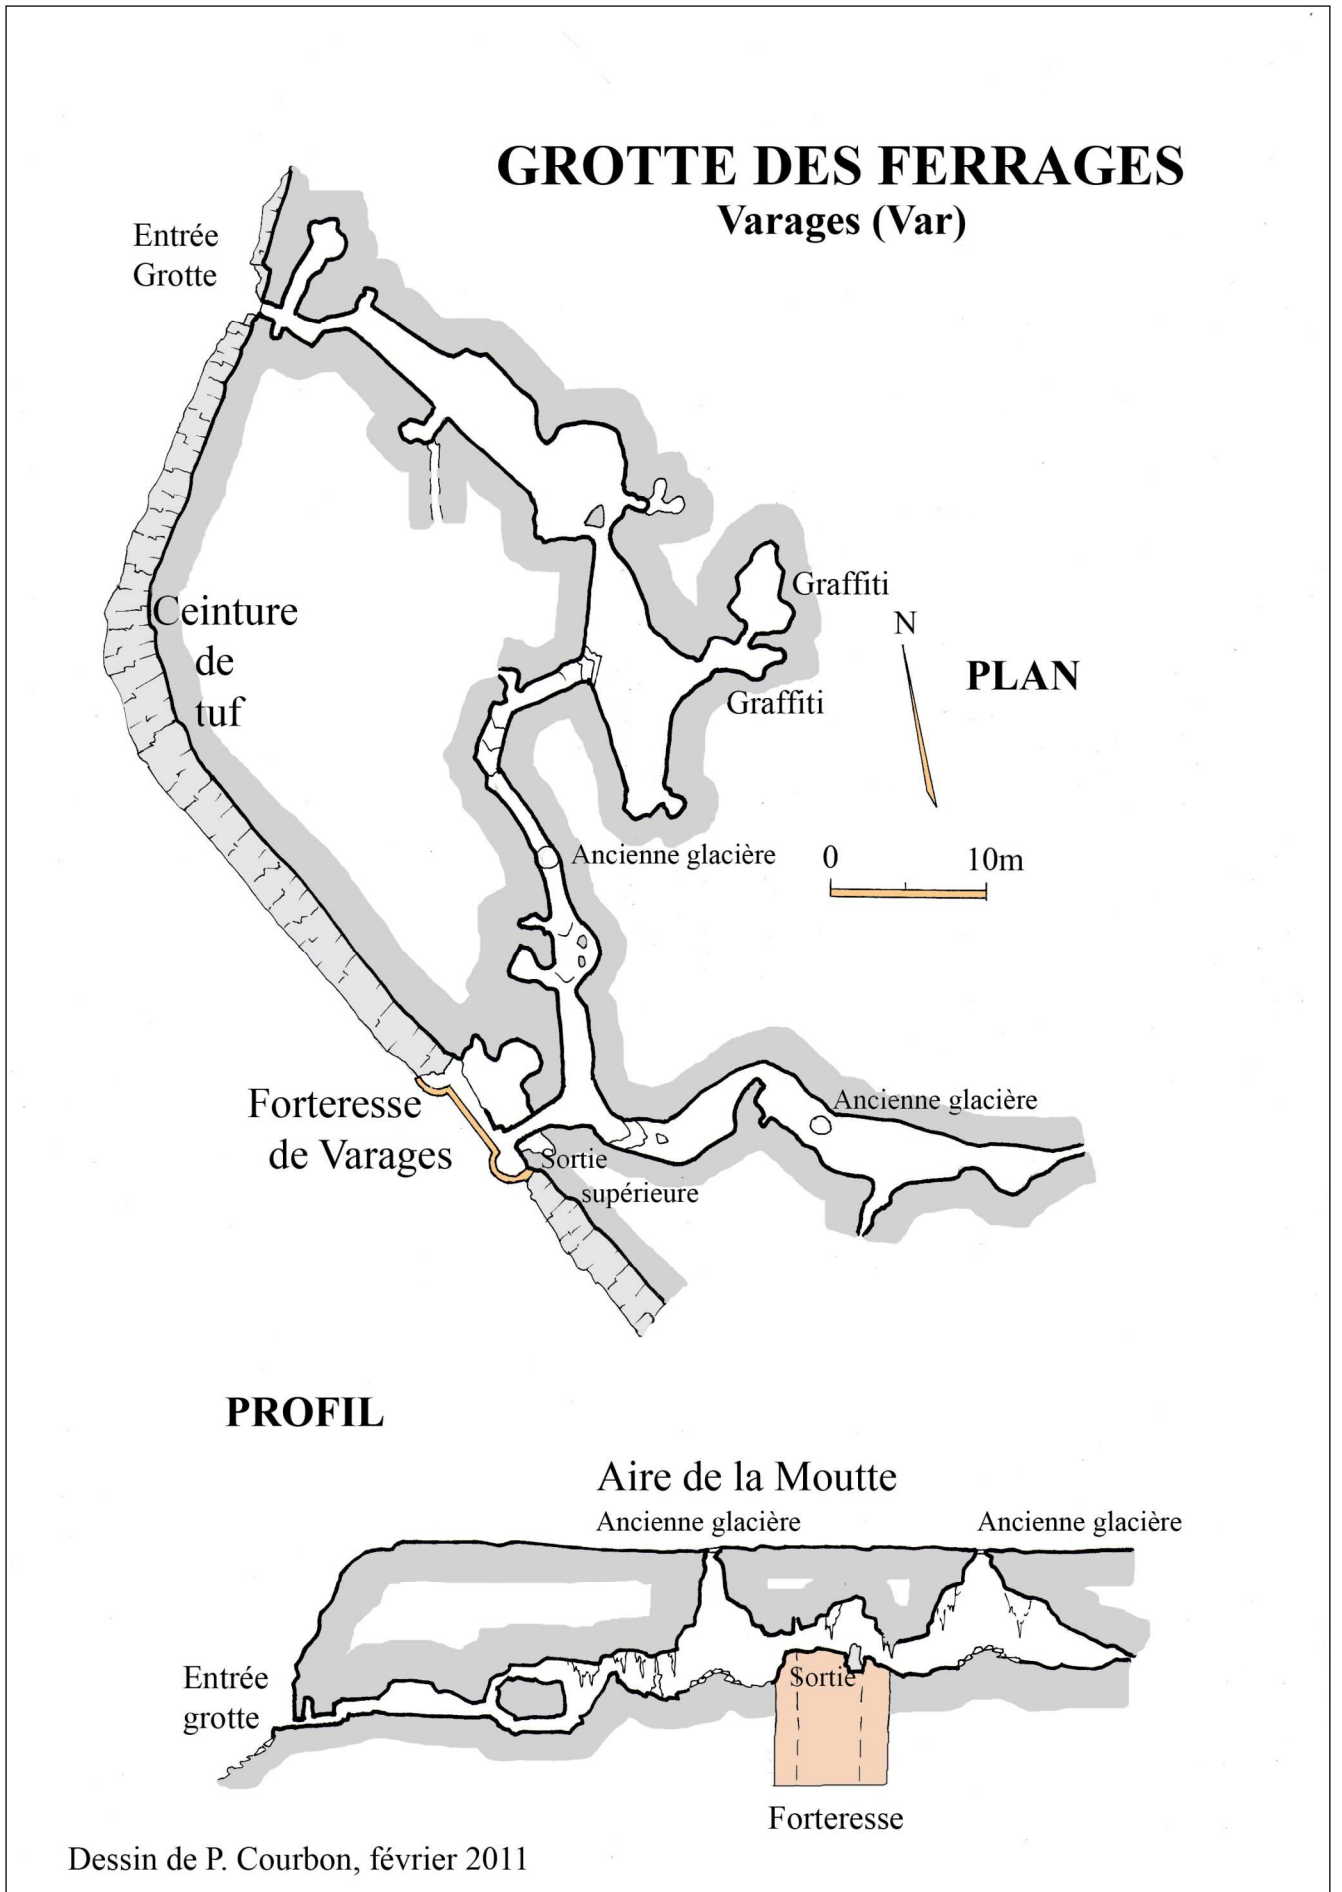 GROTTE DES FERRAGES
Varages (Var)
Entrée
Grotte
Graffiti
N
PLAN
Ceinture
de
tuf
Graffiti
Ancienne glacière
0 10m
Forteresse
de Varages
Ancienne glacière
Sortie
supérieure
PROFIL
Aire de la Moutte
Ancienne glacière
Ancienne glacière
Entrée
grotte
Sortie
Forteresse
Dessin de P. Courbon, février 2011